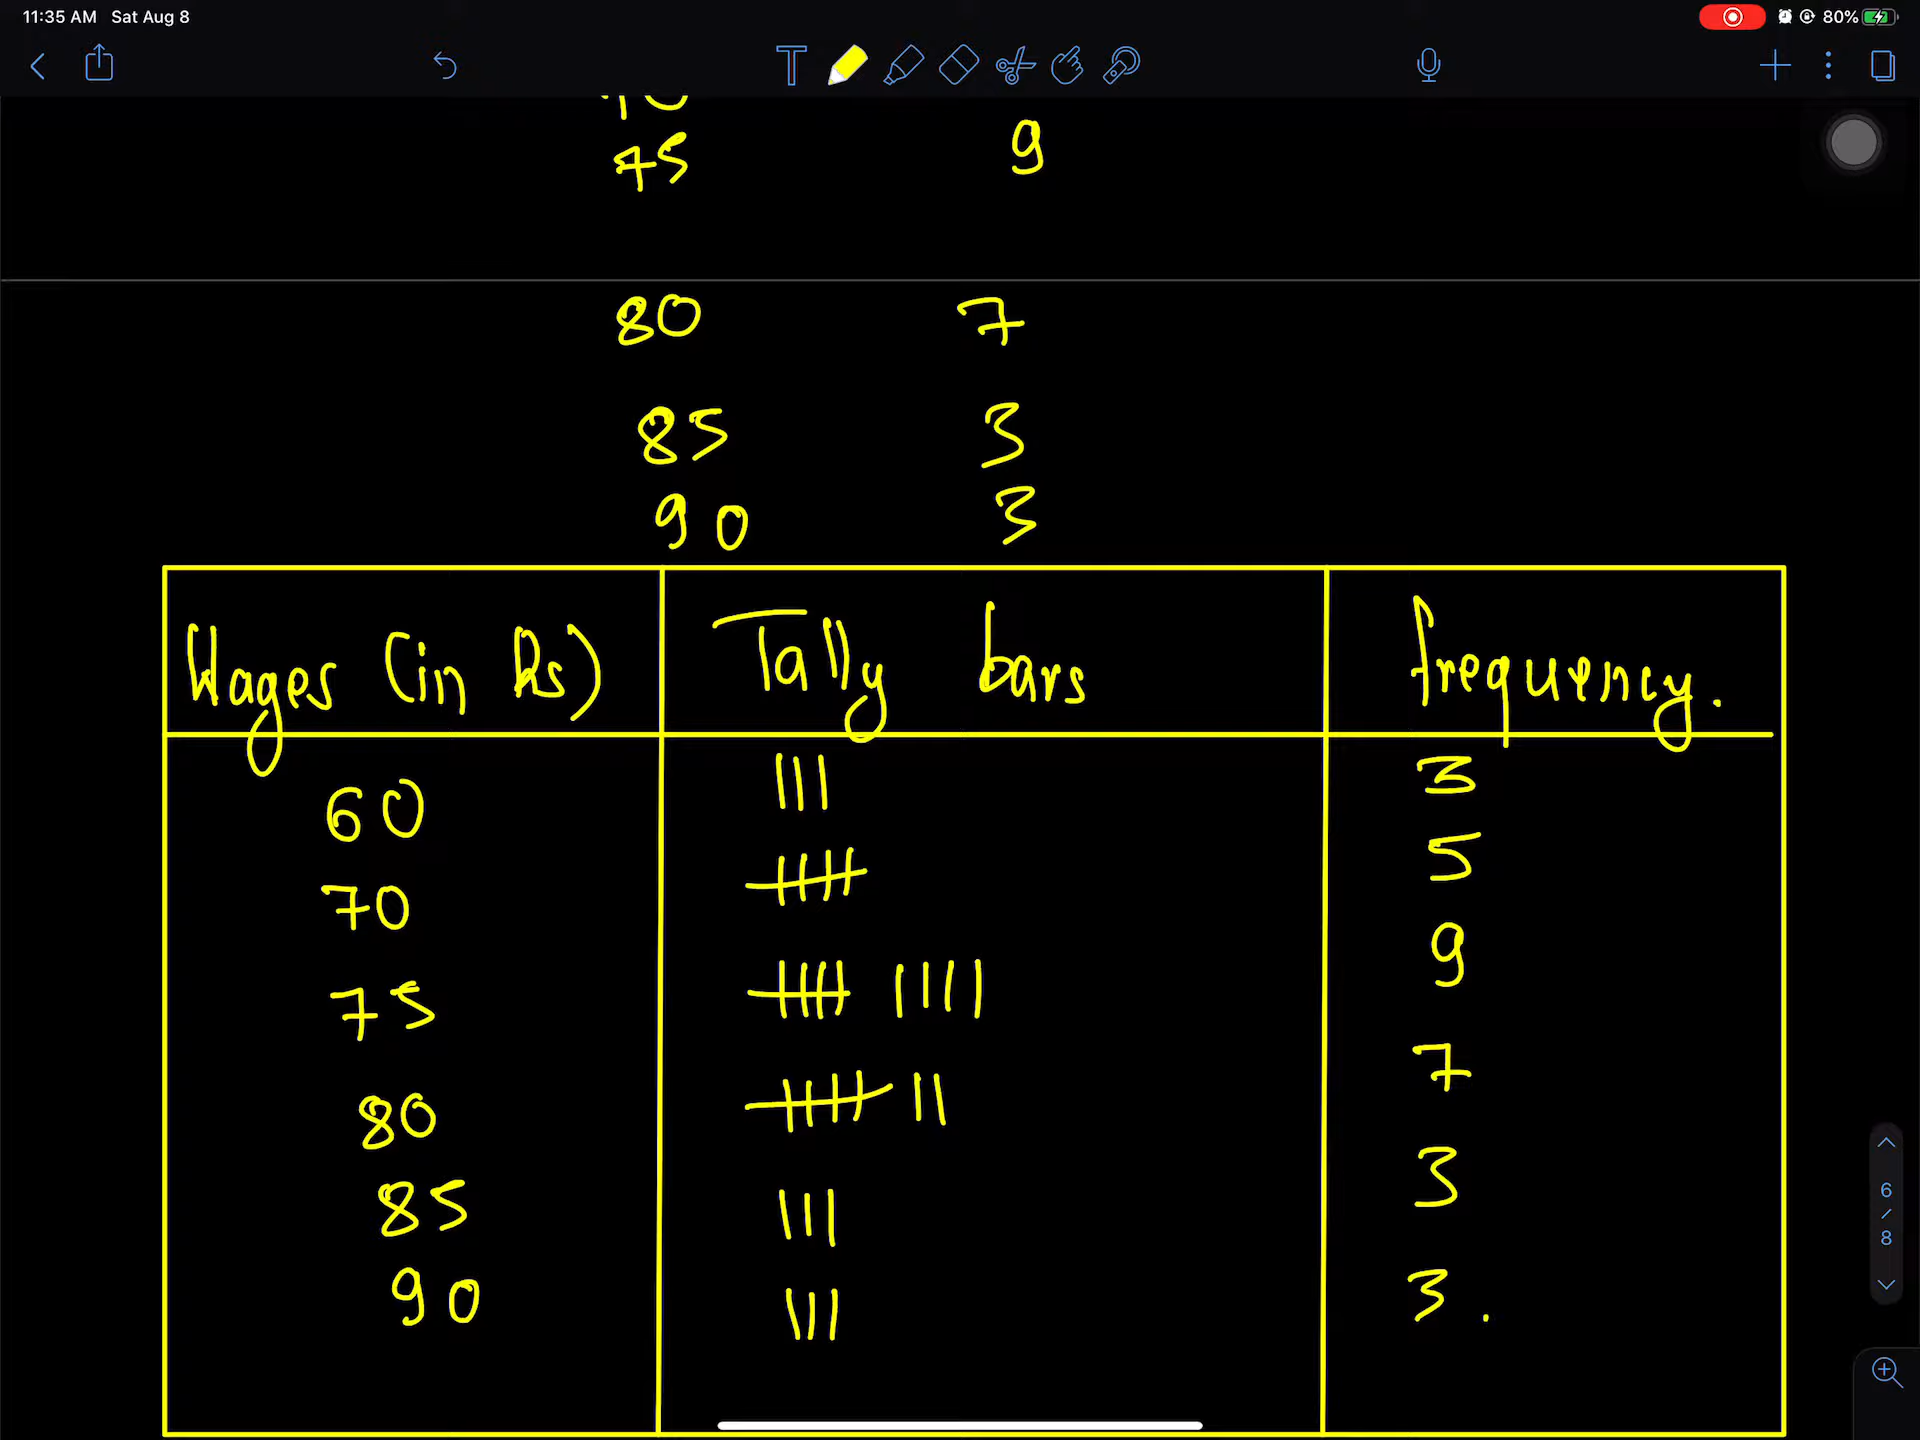 11:35 AM Sat Aug 8
80%
75 9
80 7
85 3
90 3
Wages (in Rs) Tally bars frequency.
60 ||| 3
70 5
75 |||| 9
80 || 7
85 ||| 3
90 ||| 3.
6
/
8